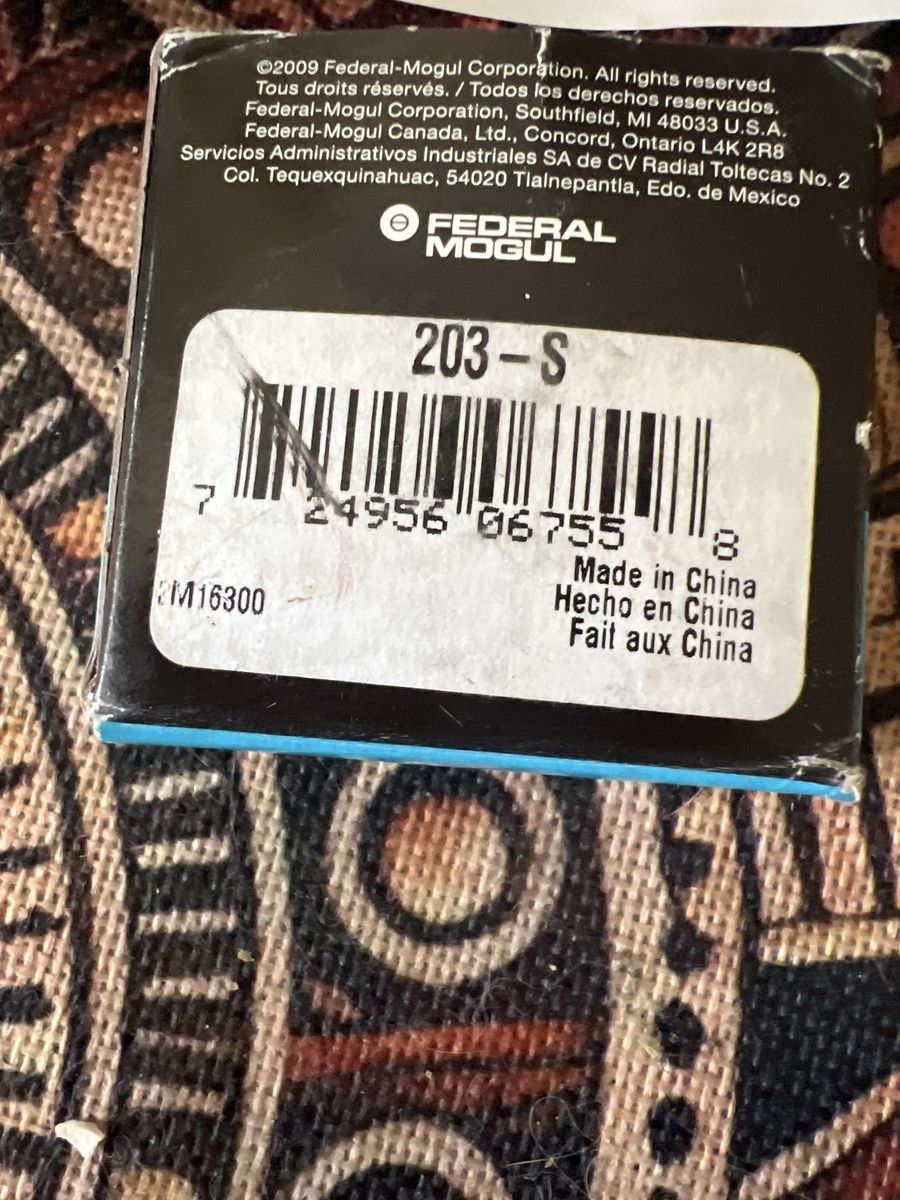 ©2009 Federal-Mogul Corporation. All rights reserved.
Tous droits réservés. / Todos los derechos reservados.
Federal-Mogul Corporation, Southfield, MI 48033 U.S.A.
Federal-Mogul Canada, Ltd., Concord, Ontario L4K 2R8
Servicios Administrativos Industriales SA de CV Radial Toltecas No. 2
Col. Tequexquinahuac, 54020 Tlalnepantla, Edo. de Mexico
FEDERAL
MOGUL
203-S
7 24956 06755 8
Made in China
Hecho en China
Fait aux China
2M16300